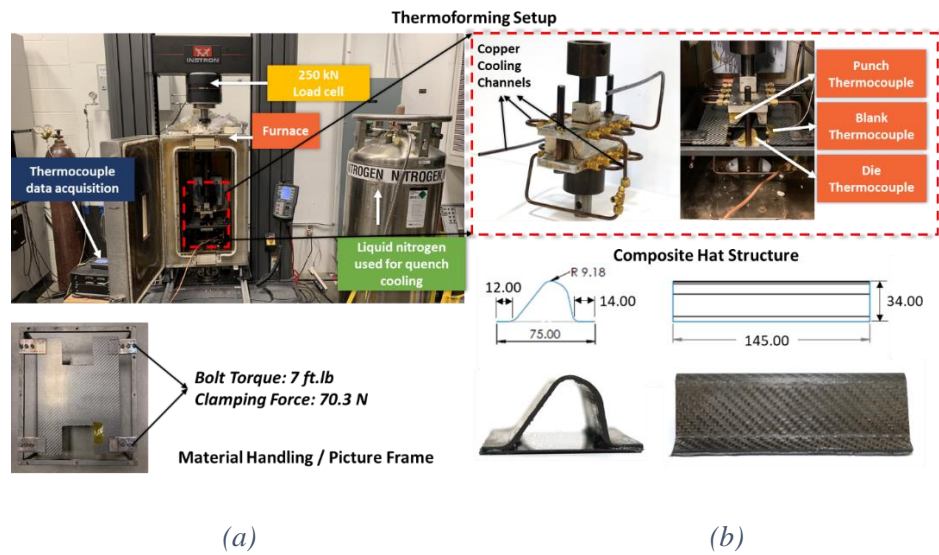 Thermoforming Setup
INSTRON
250 kN
Load cell
Furnace
Thermocouple
data acquisition
NITROGEN
Liquid nitrogen
used for quench
cooling
Copper
Cooling
Channels
Punch
Thermocouple
Blank
Thermocouple
Die
Thermocouple
Bolt Torque: 7 ft.lb
Clamping Force: 70.3 N
Material Handling / Picture Frame
Composite Hat Structure
R 9.18
12.00
14.00
75.00
34.00
145.00
(a)
(b)